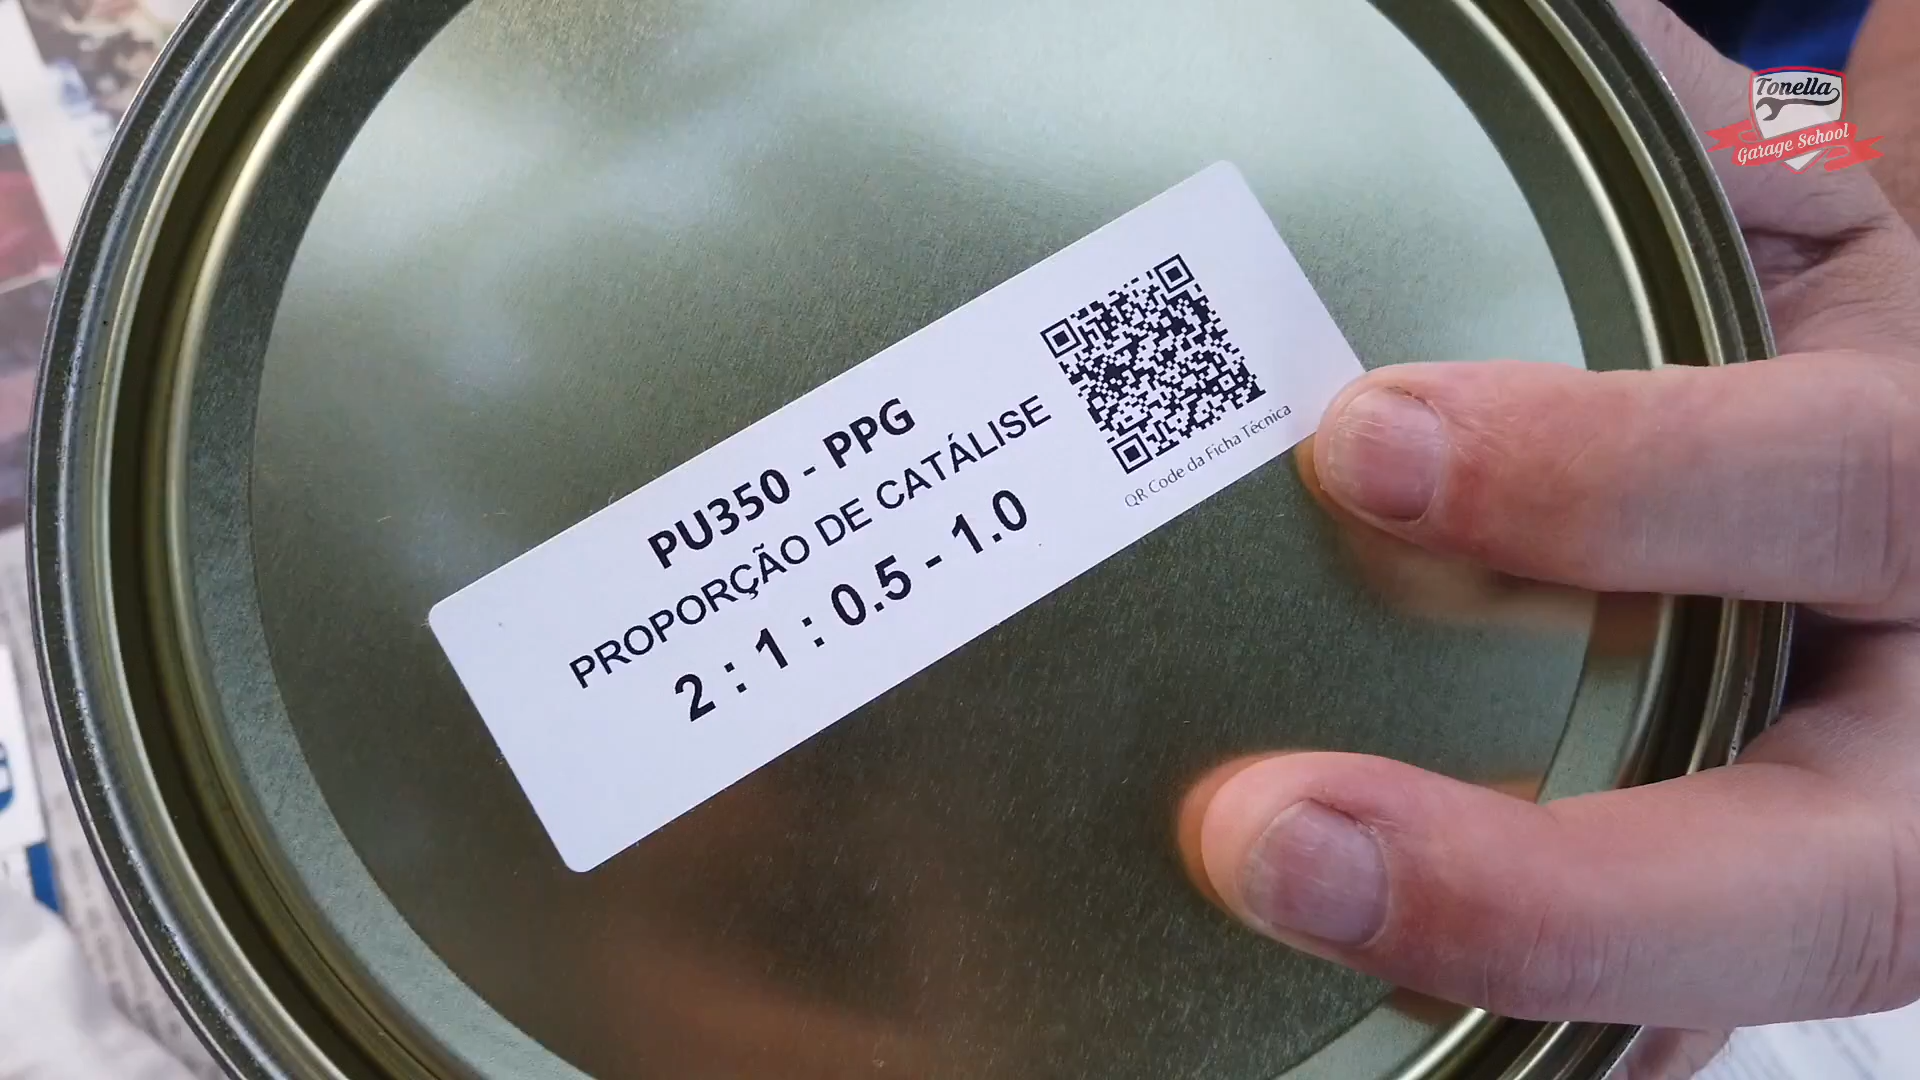 Tonella
Garage School
PU350 - PPG
PROPORÇÃO DE CATÁLISE
2 : 1 : 0.5 - 1.0
QR Code da Ficha Técnica